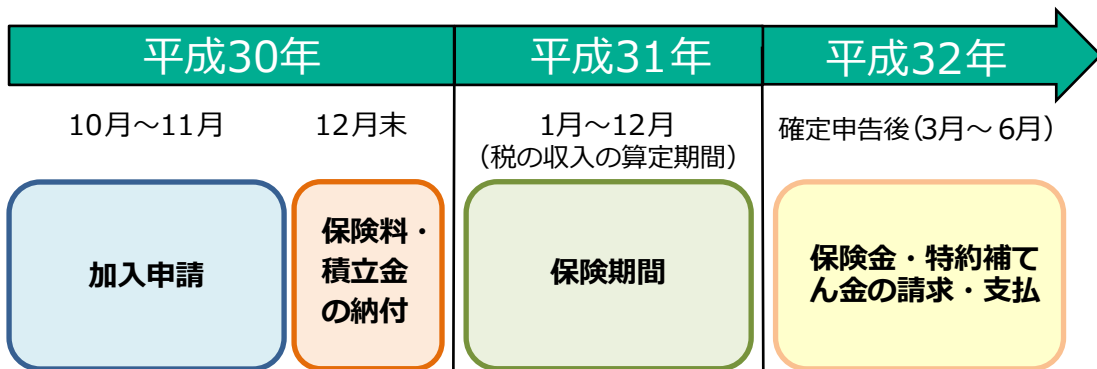 平成30年
平成31年
平成32年
10月～11月
12月末
1月～12月
（税の収入の算定期間）
確定申告後（3月～6月）
加入申請
保険料・
積立金
の納付
保険期間
保険金・特約補て
ん金の請求・支払